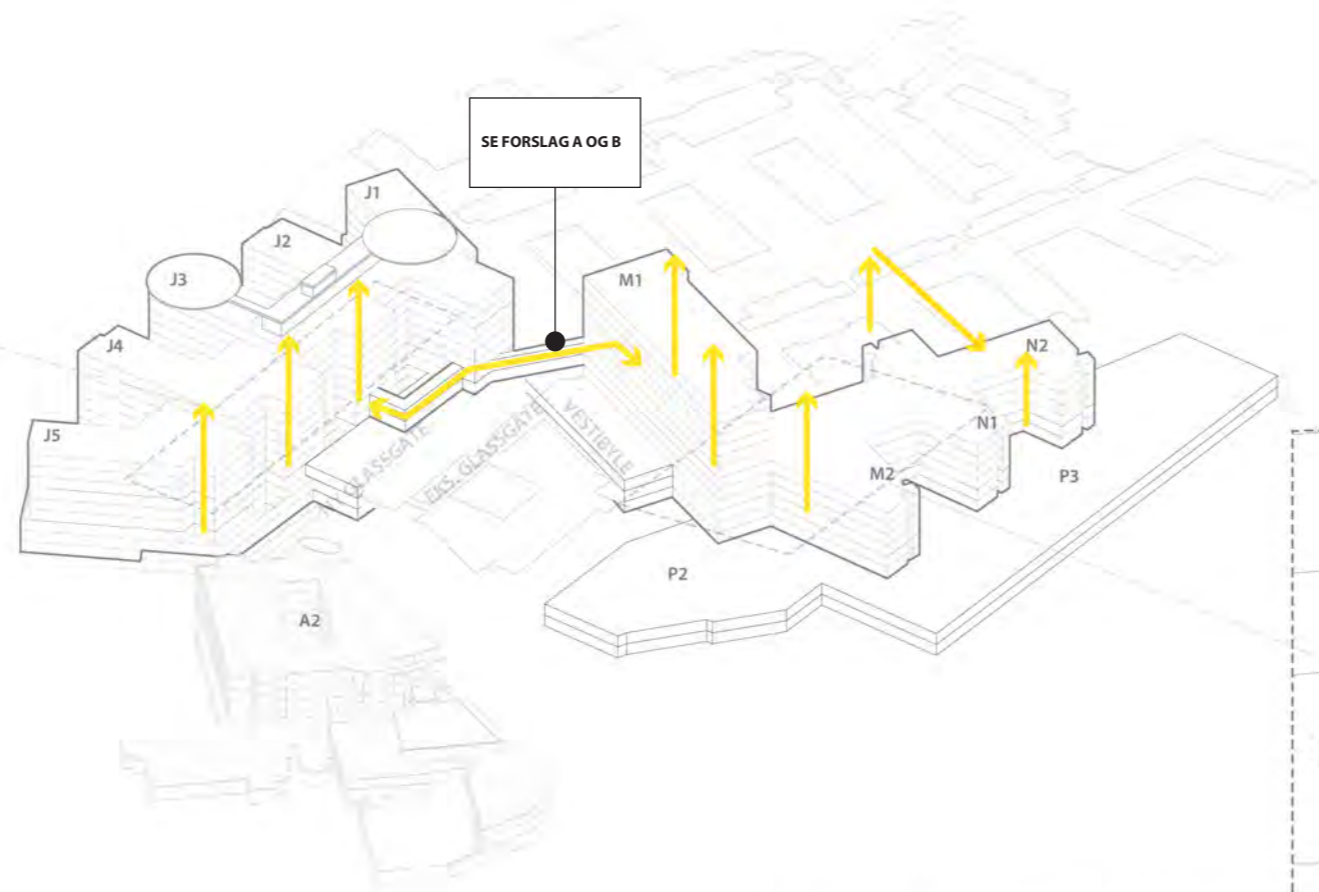 SE FORSLAG A OG B
J1
J2
J3
J4
J5
M1
N2
N1
M2
P3
GLASSGATE
EKS. GLASSGATE
VESTIBYLE
P2
A2